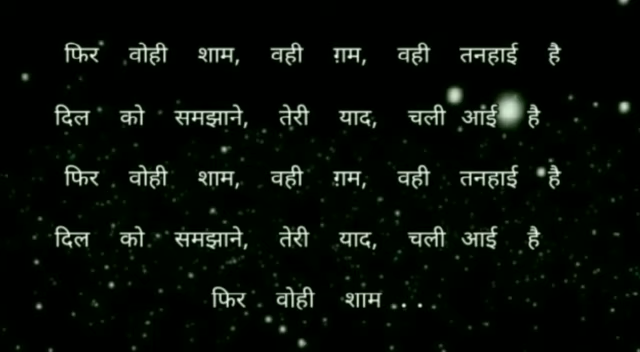 फिर वोही शाम, वही ग़म, वही तनहाई है
दिल को समझाने, तेरी याद, चली आई है
फिर वोही शाम, वही ग़म, वही तनहाई है
दिल को समझाने, तेरी याद, चली आई है
फिर वोही शाम ...